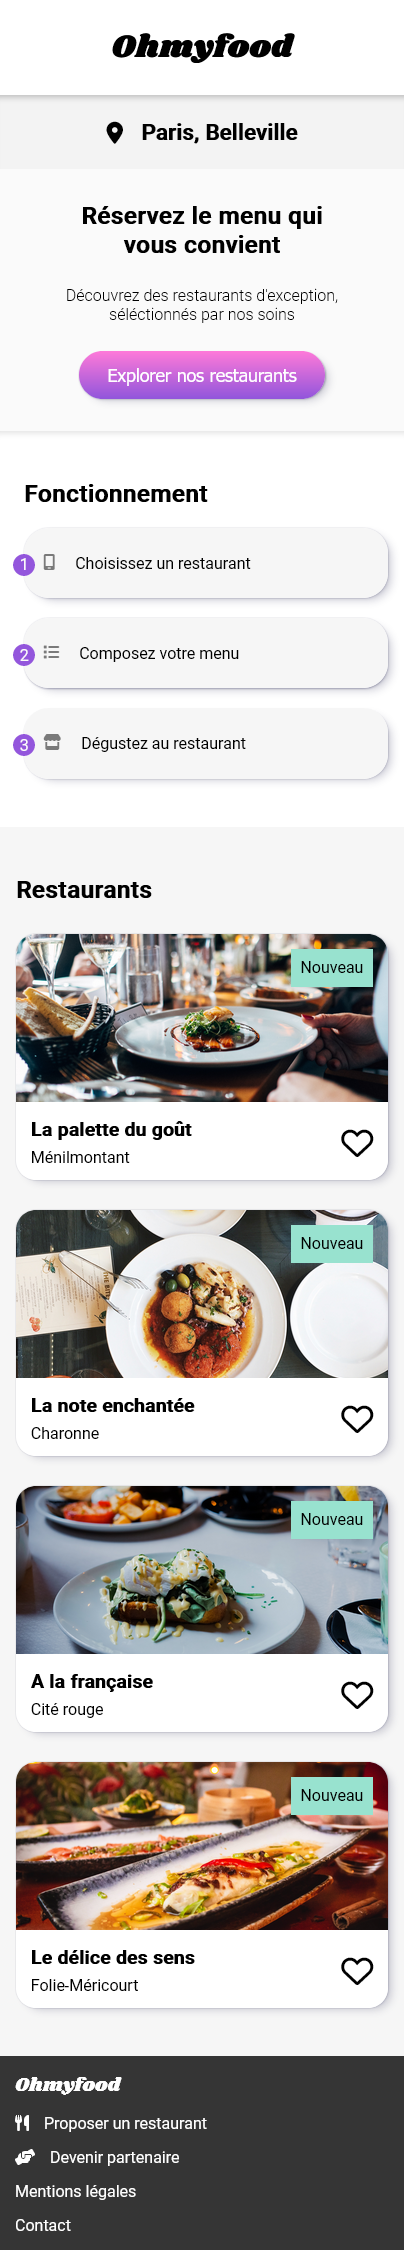 Ohmyfood
Paris, Belleville
Réservez le menu qui
vous convient
Découvrez des restaurants d'exception,
séléctionnés par nos soins
Explorer nos restaurants
Fonctionnement
1 Choisissez un restaurant
2 Composez votre menu
3 Dégustez au restaurant
Restaurants
Nouveau
La palette du goût
Ménilmontant
Nouveau
La note enchantée
Charonne
Nouveau
A la française
Cité rouge
Nouveau
Le délice des sens
Folie-Méricourt
Ohmyfood
Proposer un restaurant
Devenir partenaire
Mentions légales
Contact